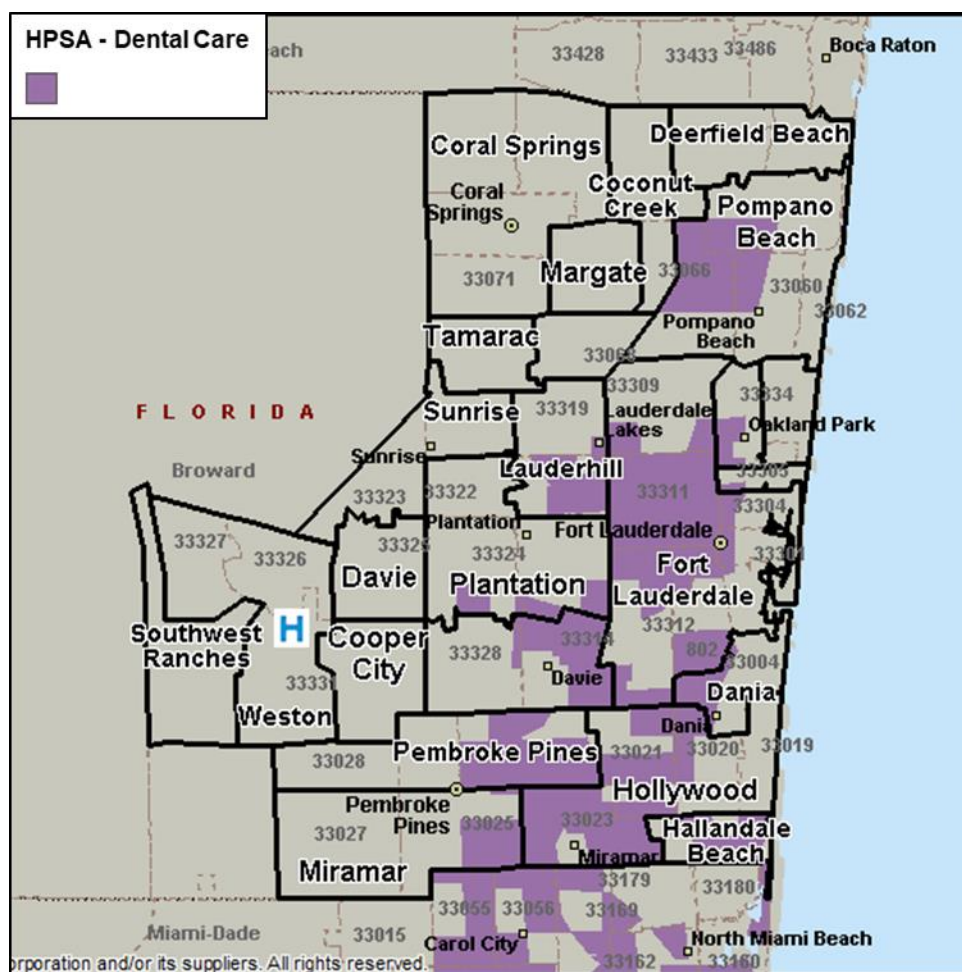 HPSA - Dental Care
each
33428
33433
33486
Boca Raton
Coral Springs
Deerfield Beach
Coconut
Creek
Coral
Springs
Pompano
Beach
Margate
33066
33071
33060
33062
Pompano
Beach
Tamarac
33068
33309
33334
FLORIDA
Sunrise
33319
Lauderdale
Lakes
Oakland Park
Sunrise
Lauderhill
Broward
33305
33323
33322
33311
33304
Plantation
Fort Lauderdale
33327
33326
33325
33324
33301
Davie
Plantation
Fort
Lauderdale
H
Southwest
Ranches
Cooper
City
33328
33314
33312
802
33004
33331
Davie
Dania
Weston
Dania
33028
Pembroke Pines
33021
33020
33019
Hollywood
Pembroke
Pines
33027
33025
33023
Hallandale
Beach
Miramar
Miramar
33179
33180
33055
33056
33169
Miami-Dade
33015
Carol City
North Miami Beach
33162
33160
orporation and/or its suppliers. All rights reserved.